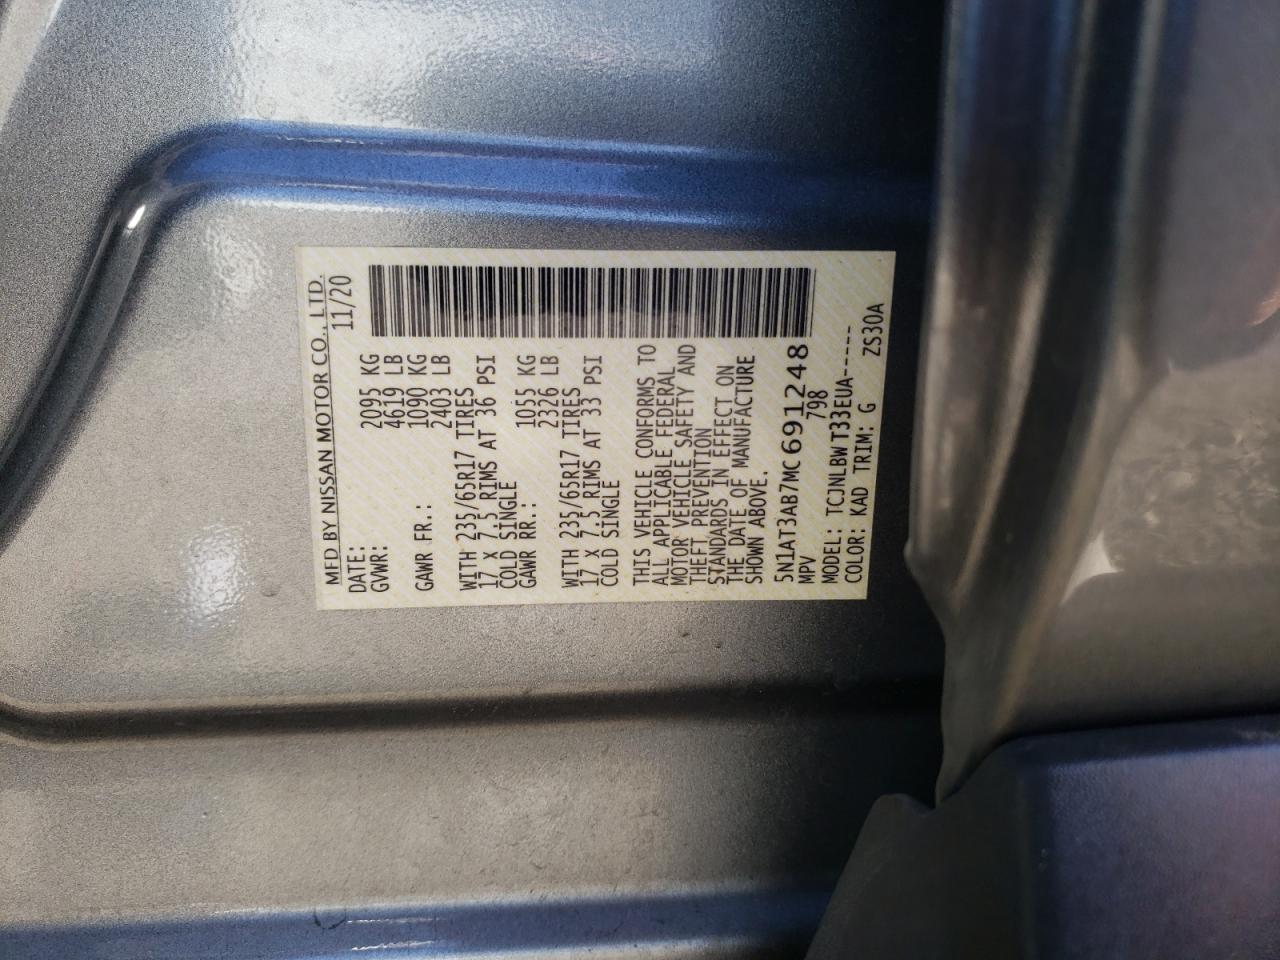 MFD BY NISSAN MOTOR CO., LTD.
DATE: 11/20
GVWR: 2095 KG
4619 LB
GAWR FR.: 1090 KG
2403 LB
WITH 235/65R17 TIRES
17 X 7.5 RIMS AT 36 PSI
COLD SINGLE
GAWR RR.: 1055 KG
2326 LB
WITH 235/65R17 TIRES
17 X 7.5 RIMS AT 33 PSI
COLD SINGLE
THIS VEHICLE CONFORMS TO
ALL APPLICABLE FEDERAL
MOTOR VEHICLE SAFETY AND
THEFT PREVENTION
STANDARDS IN EFFECT ON
THE DATE OF MANUFACTURE
SHOWN ABOVE.
5N1AT3AB7MC691248
MPV 798
MODEL: TCJNLBW T33EUA-----
COLOR: KAD TRIM: G ZS30A